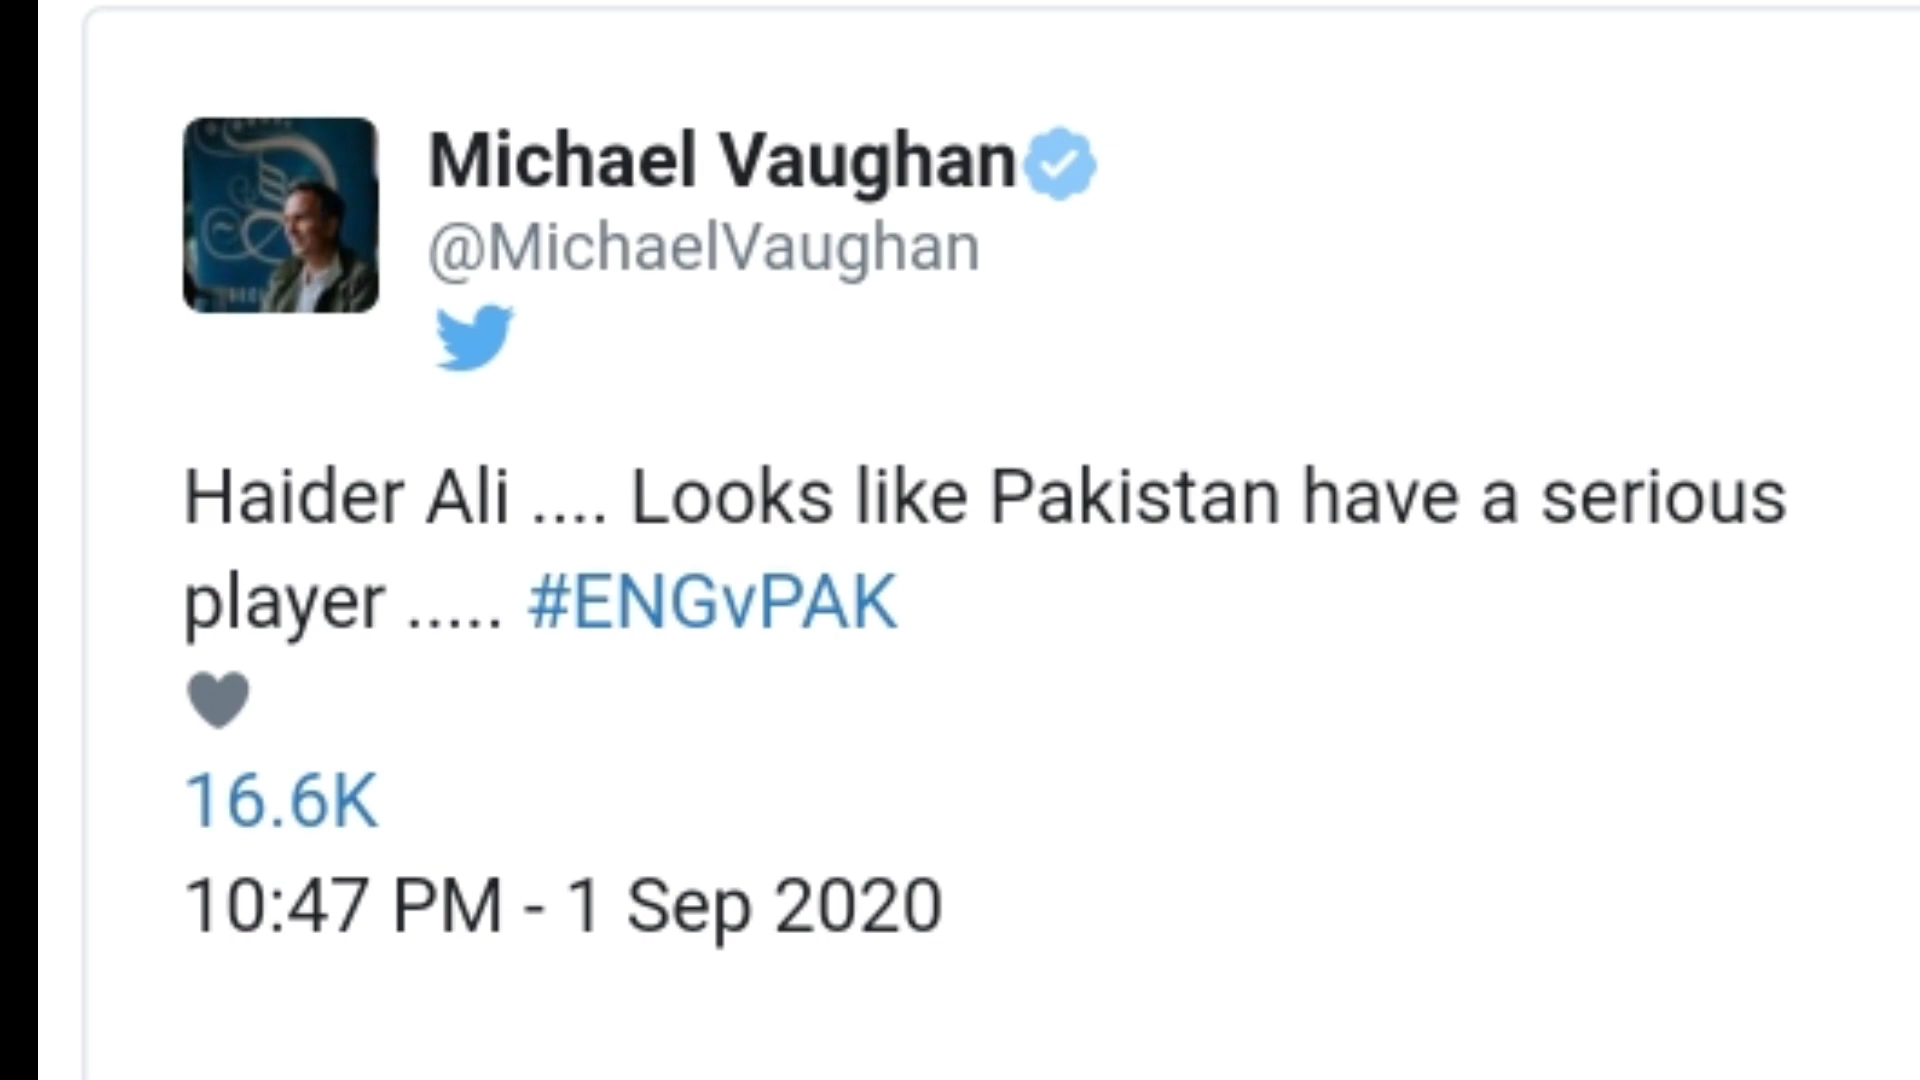 Michael Vaughan
@MichaelVaughan
Haider Ali .... Looks like Pakistan have a serious
player ..... #ENGvPAK
16.6K
10:47 PM - 1 Sep 2020